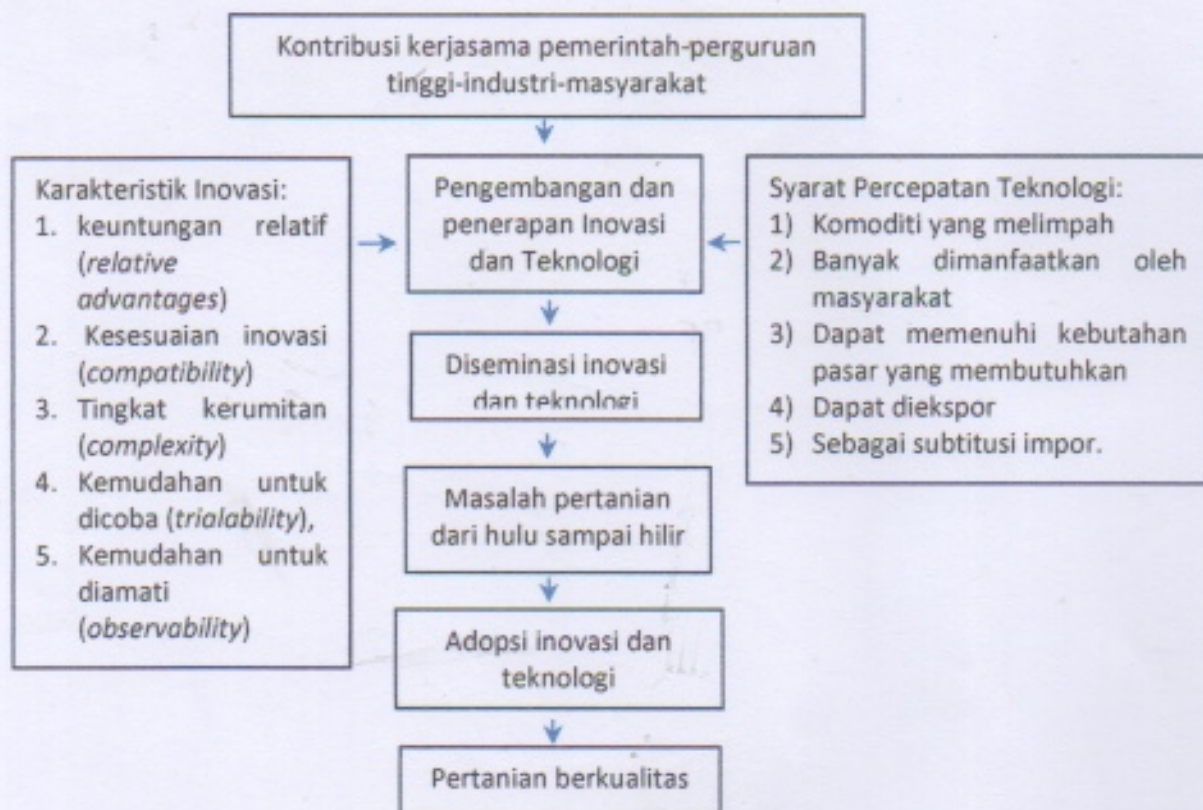 Kontribusi kerjasama pemerintah-perguruan
tinggi-industri-masyarakat
Karakteristik Inovasi:
1. keuntungan relatif
(relative
advantages)
2. Kesesuaian inovasi
(compatibility)
3. Tingkat kerumitan
(complexity)
4. Kemudahan untuk
dicoba (trialability),
5. Kemudahan untuk
diamati
(observability)
Pengembangan dan
penerapan Inovasi
dan Teknologi
Diseminasi inovasi
dan teknologi
Masalah pertanian
dari hulu sampai hilir
Adopsi inovasi dan
teknologi
Pertanian berkualitas
Syarat Percepatan Teknologi:
1) Komoditi yang melimpah
2) Banyak dimanfaatkan oleh
masyarakat
3) Dapat memenuhi kebutahan
pasar yang membutuhkan
4) Dapat diekspor
5) Sebagai subtitusi impor.